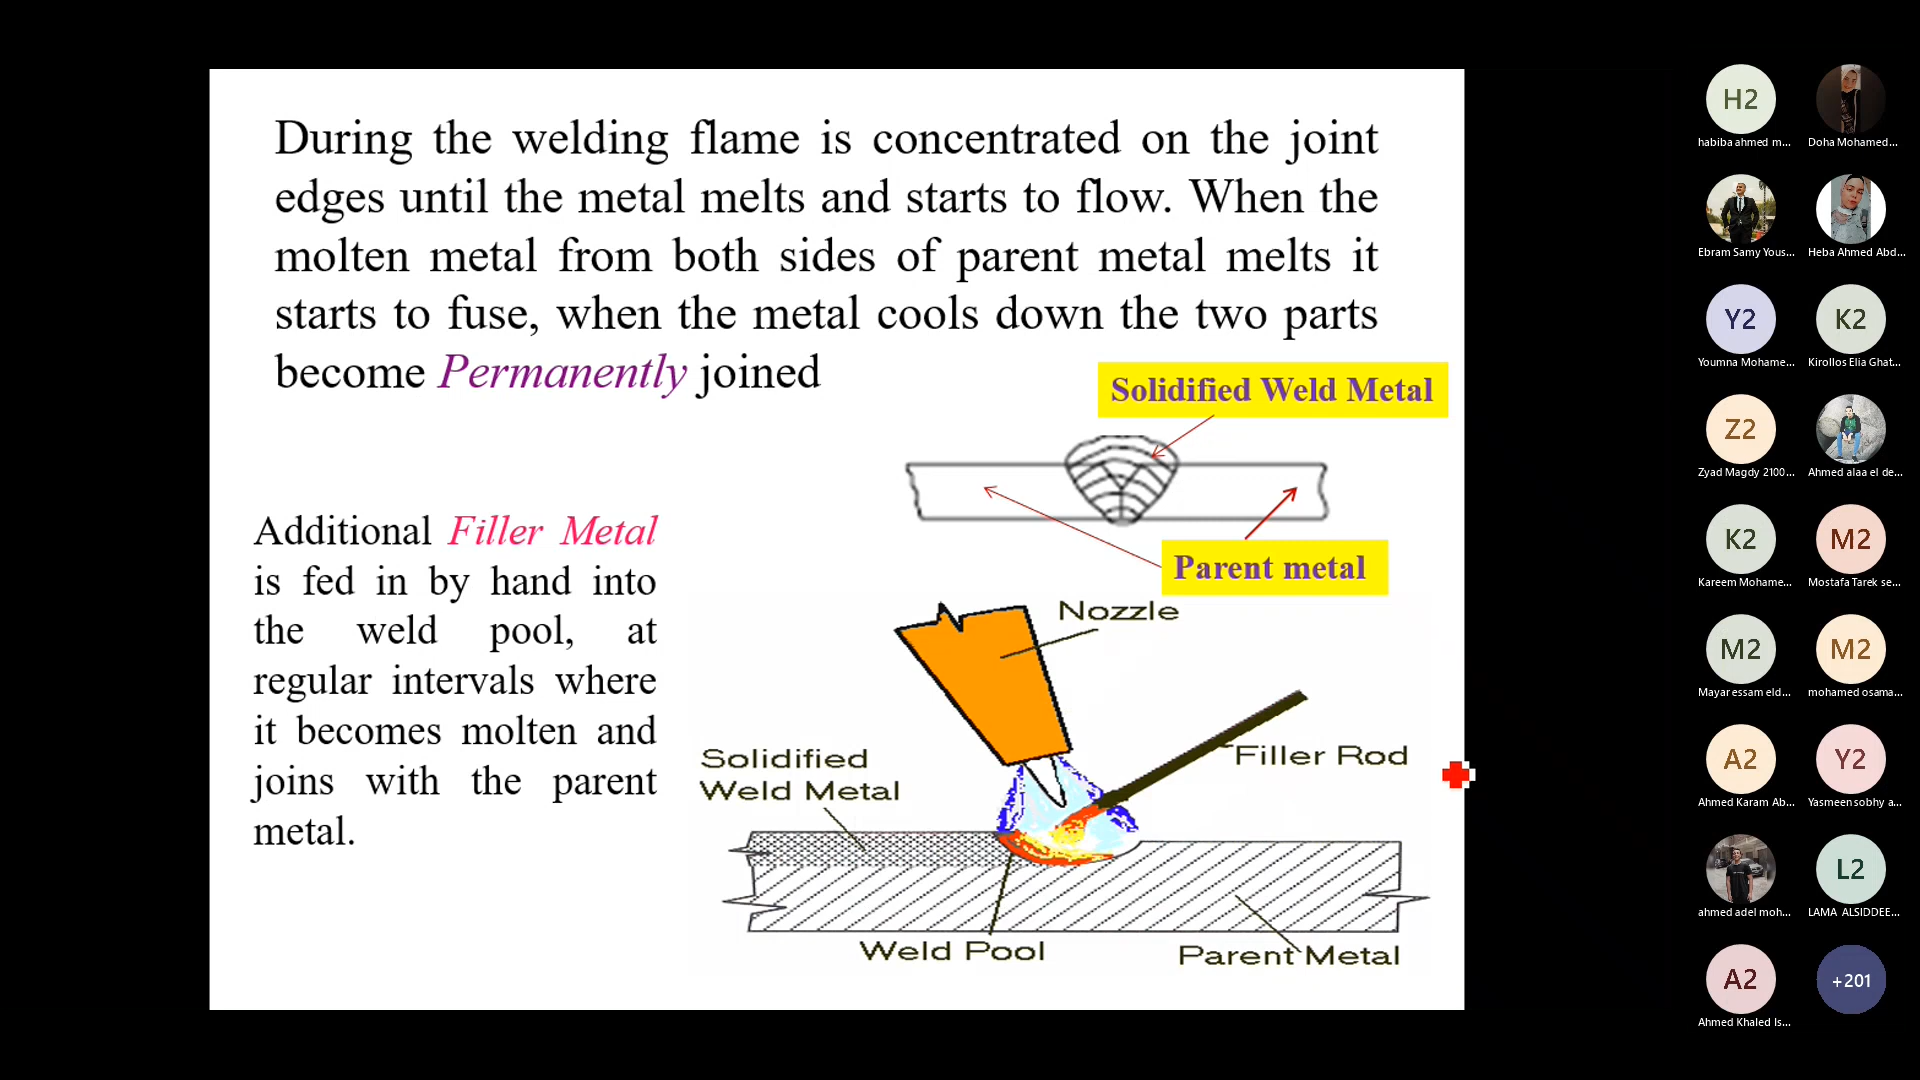 During the welding flame is concentrated on the joint
edges until the metal melts and starts to flow. When the
molten metal from both sides of parent metal melts it
starts to fuse, when the metal cools down the two parts
become Permanently joined
Solidified Weld Metal
Parent metal
Additional Filler Metal
is fed in by hand into
the weld pool, at
regular intervals where
it becomes molten and
joins with the parent
metal.
Nozzle
Filler Rod
Solidified
Weld Metal
Weld Pool
Parent Metal
H2
habiba ahmed m...
Doha Mohamed...
Ebram Samy Yous...
Heba Ahmed Abd...
Y2
Youmna Mohame...
K2
Kirollos Elia Ghat...
Z2
Zyad Magdy 2100...
Ahmed alaa el de...
K2
Kareem Mohame...
M2
Mostafa Tarek se...
M2
Mayar essam eld...
M2
mohamed osama...
A2
Ahmed Karam Ab...
Y2
Yasmeen sobhy a...
ahmed adel moh...
L2
LAMA ALSIDDEE...
A2
Ahmed Khaled Is...
+201